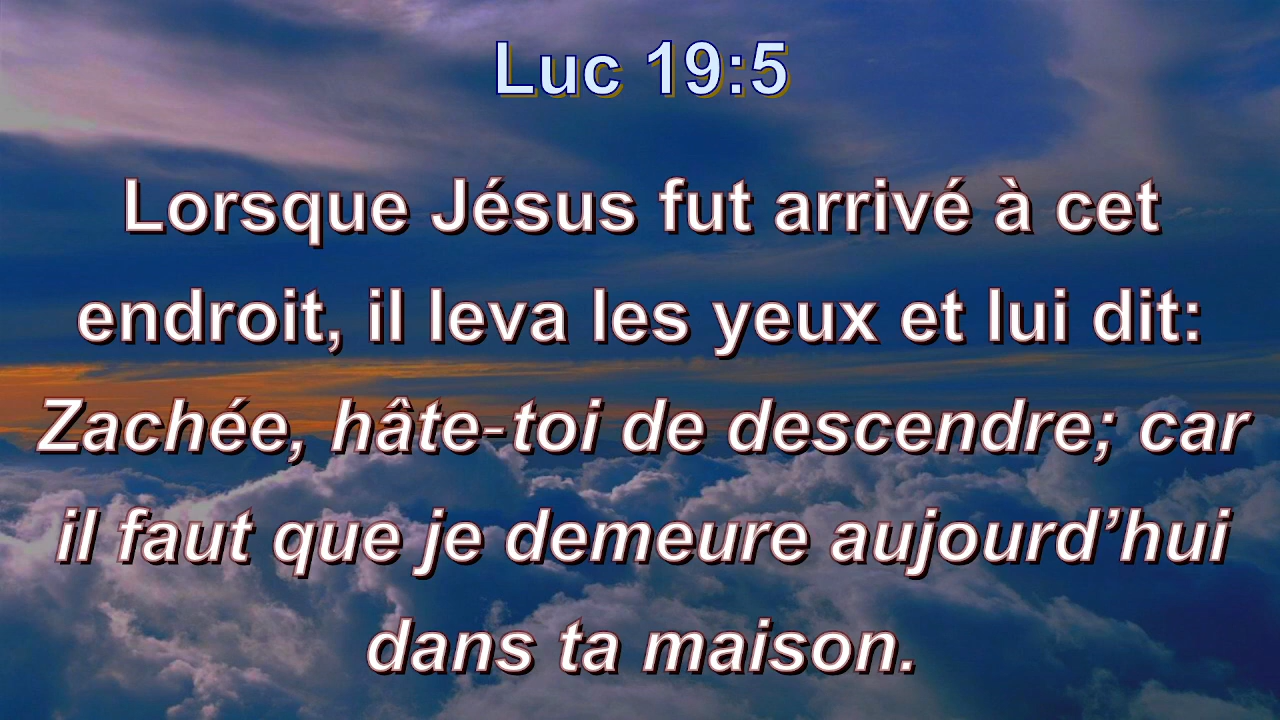 Luc 19:5
Lorsque Jésus fut arrivé à cet
endroit, il leva les yeux et lui dit:
Zachée, hâte-toi de descendre; car
il faut que je demeure aujourd’hui
dans ta maison.